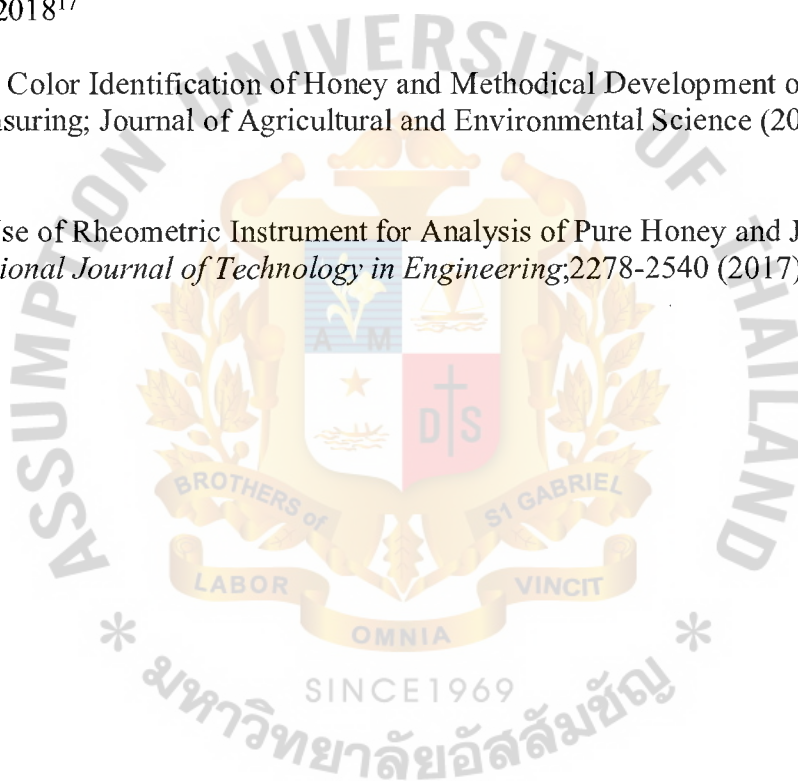 2018¹⁷
Color Identification of Honey and Methodical Development o
suring; Journal of Agricultural and Environmental Science (20
se of Rheometric Instrument for Analysis of Pure Honey and J
ional Journal of Technology in Engineering;2278-2540 (2017)
ASSUMPTION UNIVERSITY OF THAILAND
A M
D S
BROTHERS of ST GABRIEL
LABOR
VINCIT
OMNIA
SINCE1969
* มหาวิทยาลัยอัสสัมชัญ *